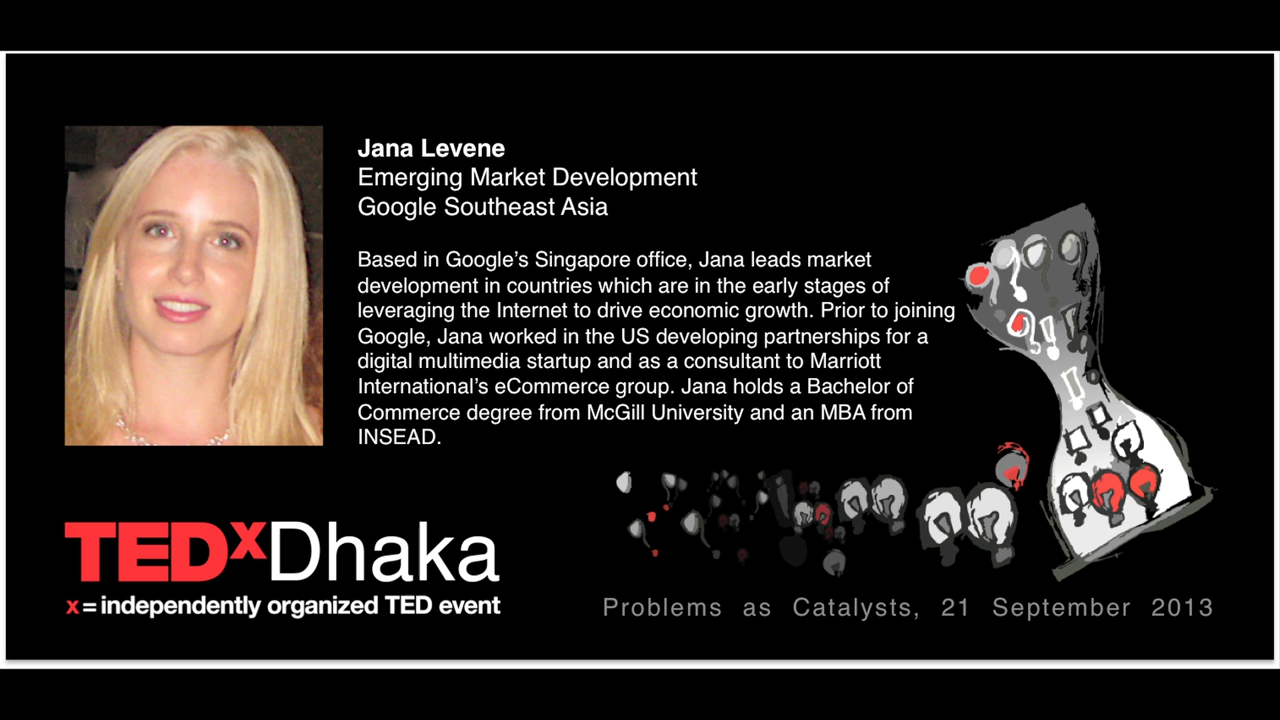 Jana Levene
Emerging Market Development
Google Southeast Asia
Based in Google's Singapore office, Jana leads market
development in countries which are in the early stages of
leveraging the Internet to drive economic growth. Prior to joining
Google, Jana worked in the US developing partnerships for a
digital multimedia startup and as a consultant to Marriott
International's eCommerce group. Jana holds a Bachelor of
Commerce degree from McGill University and an MBA from
INSEAD.
TEDxDhaka
x = independently organized TED event
Problems as Catalysts, 21 September 2013